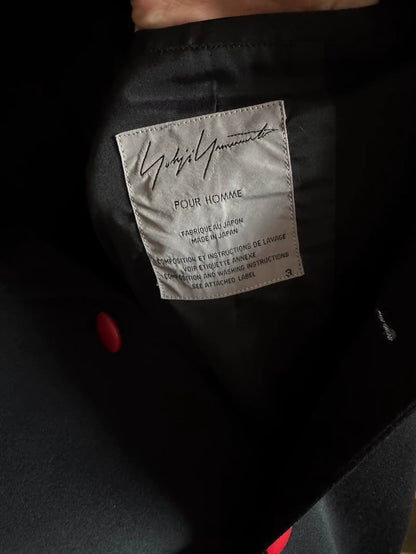 Yohji Yamamoto
POUR HOMME
FABRIQUE AU JAPON
MADE IN JAPAN
COMPOSITION ET INSTRUCTIONS DE LAVAGE
VOIR ETIQUETTE ANNEXE
COMPOSITION AND WASHING INSTRUCTIONS
SEE ATTACHED LABEL
3